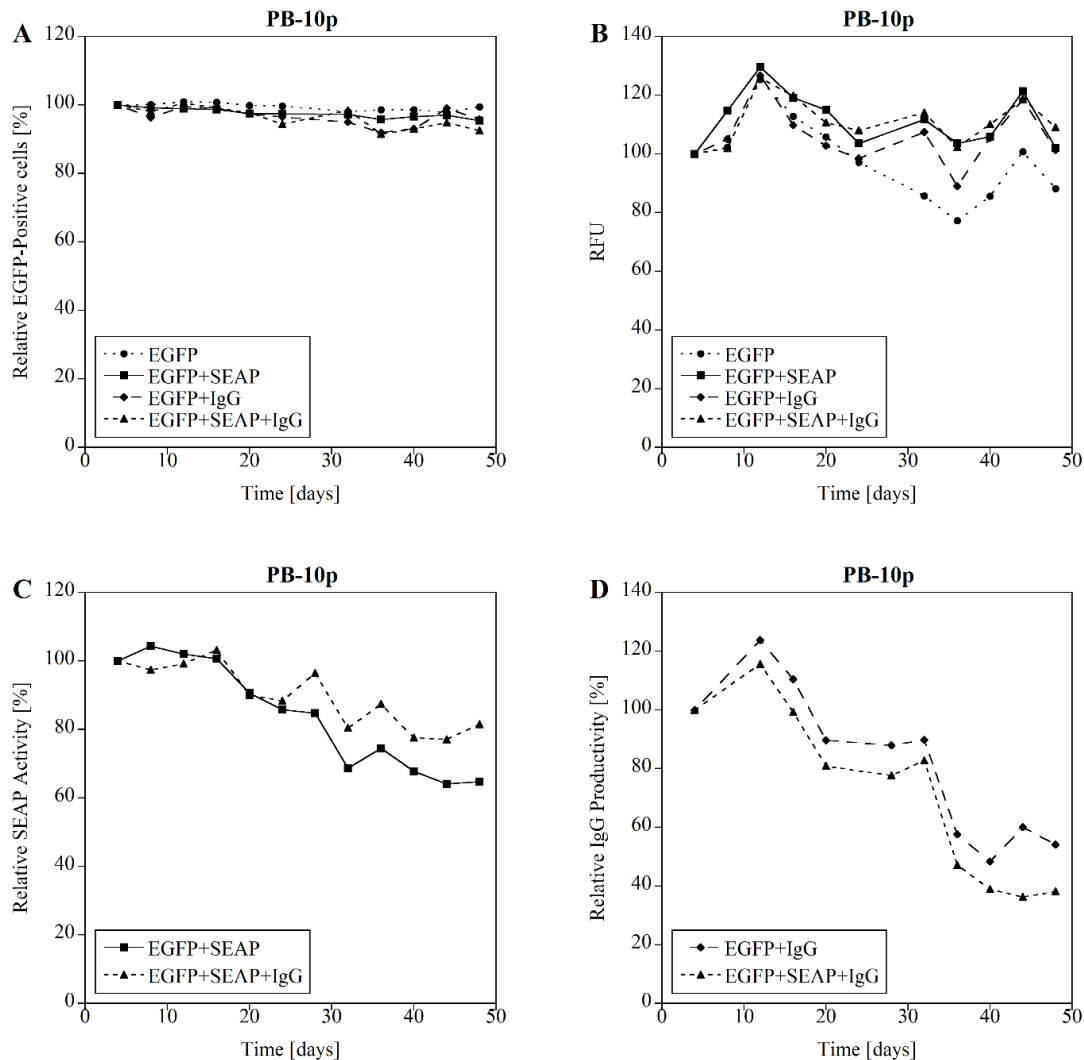 A
PB-10p
120
100
80
60
40
20
0
Relative EGFP-Positive cells [%]
EGFP
EGFP+SEAP
EGFP+IgG
EGFP+SEAP+IgG
0 10 20 30 40 50
Time [days]
B
PB-10p
140
120
100
80
60
40
20
0
RFU
EGFP
EGFP+SEAP
EGFP+IgG
EGFP+SEAP+IgG
0 10 20 30 40 50
Time [days]
C
PB-10p
120
100
80
60
40
20
0
Relative SEAP Activity [%]
EGFP+SEAP
EGFP+SEAP+IgG
0 10 20 30 40 50
Time [days]
D
PB-10p
140
120
100
80
60
40
20
0
Relative IgG Productivity [%]
EGFP+IgG
EGFP+SEAP+IgG
0 10 20 30 40 50
Time [days]